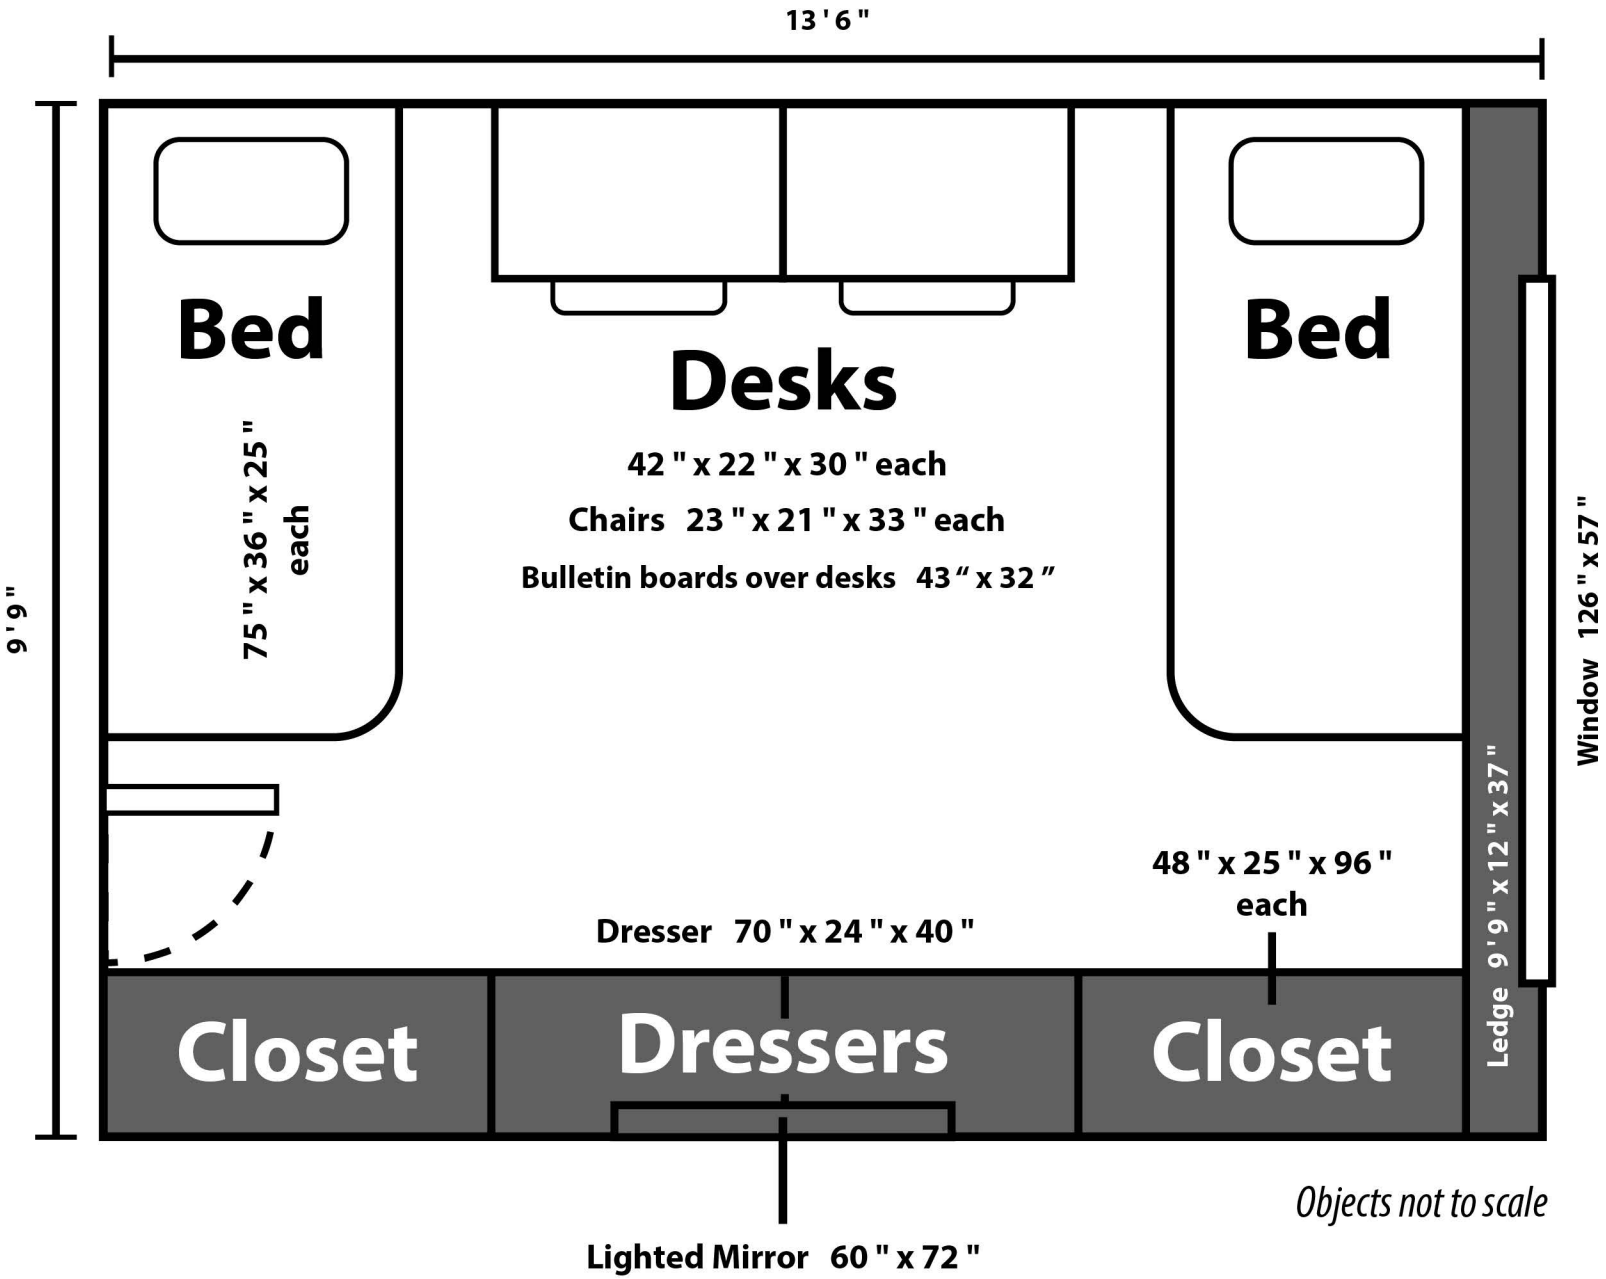 13 ' 6 "
9 ' 9 "
Bed
75 " x 36 " x 25 "
each
Desks
42 " x 22 " x 30 " each
Chairs 23 " x 21 " x 33 " each
Bulletin boards over desks 43 “ x 32 ”
Bed
Window 126 " x 57 "
Ledge 9 ' 9 " x 12 " x 37 "
48 " x 25 " x 96 "
each
Dresser 70 " x 24 " x 40 "
Closet
Dressers
Closet
Objects not to scale
Lighted Mirror 60 " x 72 "